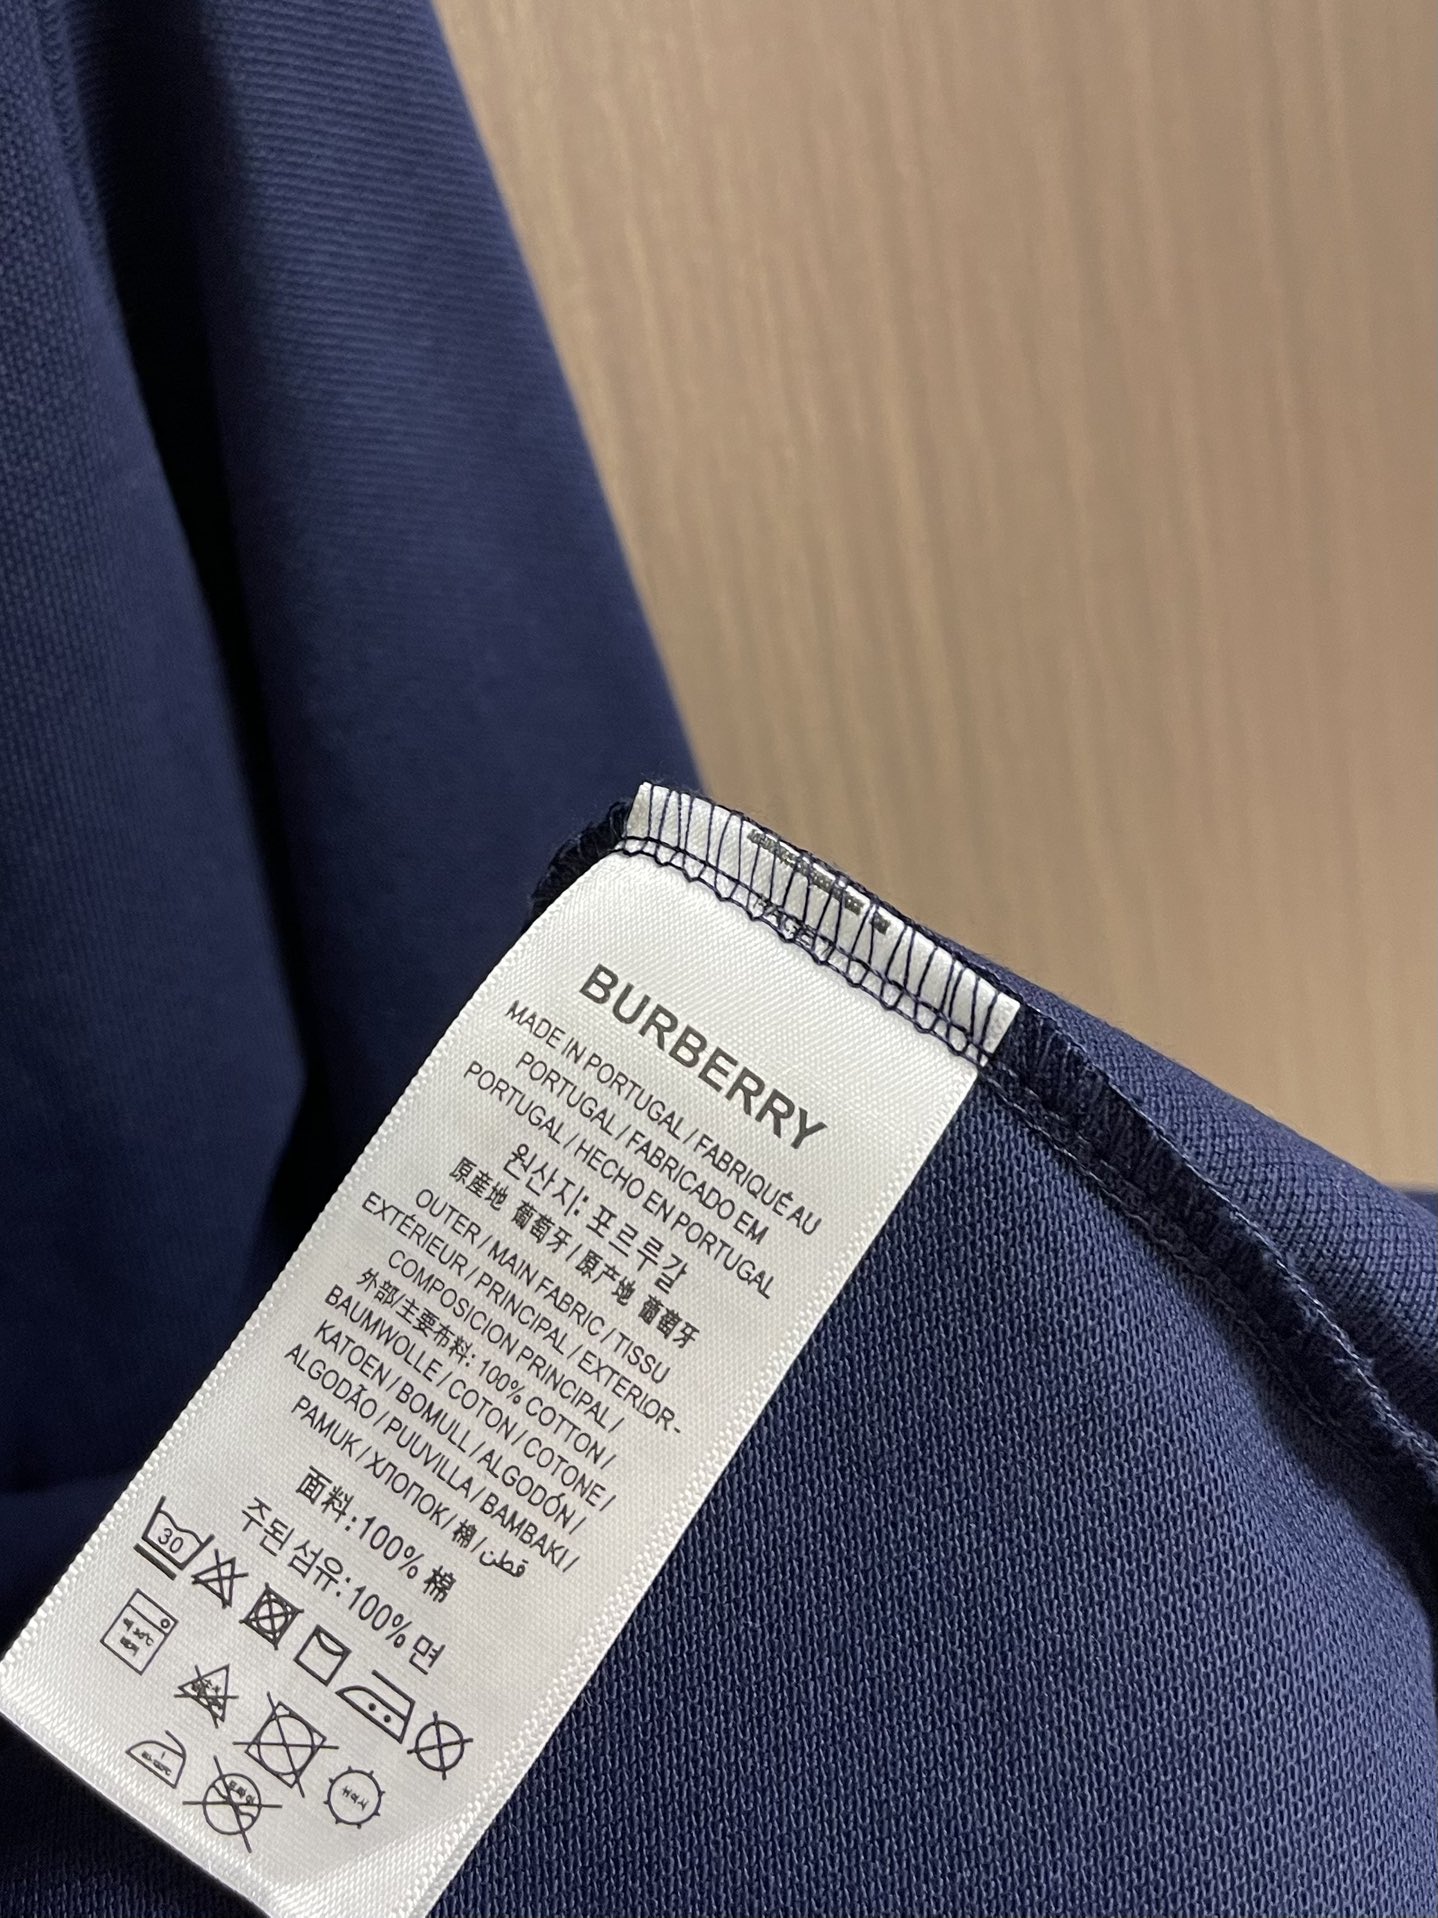 BURBERRY
MADE IN PORTUGAL / FABRIQUÉ AU
PORTUGAL / FABRICADO EM
PORTUGAL / HECHO EN PORTUGAL
원산지: 포르투갈
原產地 葡萄牙 / 原产地 葡萄牙
OUTER / MAIN FABRIC / TISSU
EXTÉRIEUR / PRINCIPAL / EXTERIOR-
COMPOSICION PRINCIPAL /
外部/主要布料: 100% COTTON /
BAUMWOLLE / COTON / COTONE /
KATOEN / BOMULL / ALGODÓN /
ALGODÃO / PUUVILLA / BAMBAKI /
PAMUK / ХЛОПОК / 棉 / قطن
面料: 100% 棉
주된섬유: 100% 면
30